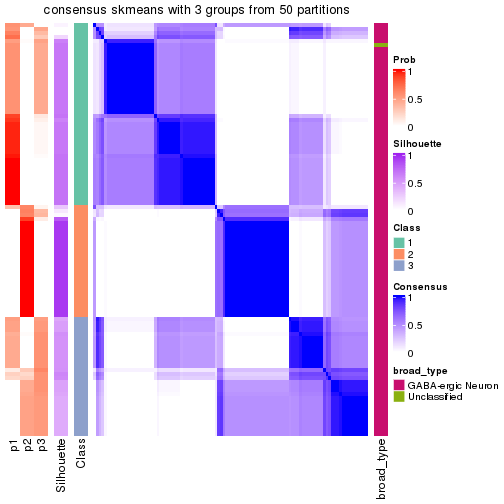 consensus skmeans with 3 groups from 50 partitions
Prob
1
0.5
0
Silhouette
1
0.5
0
Class
1
2
3
Consensus
1
0.5
0
broad_type
GABA-ergic Neuron
Unclassified
p1
p2
p3
Silhouette
Class
broad_type